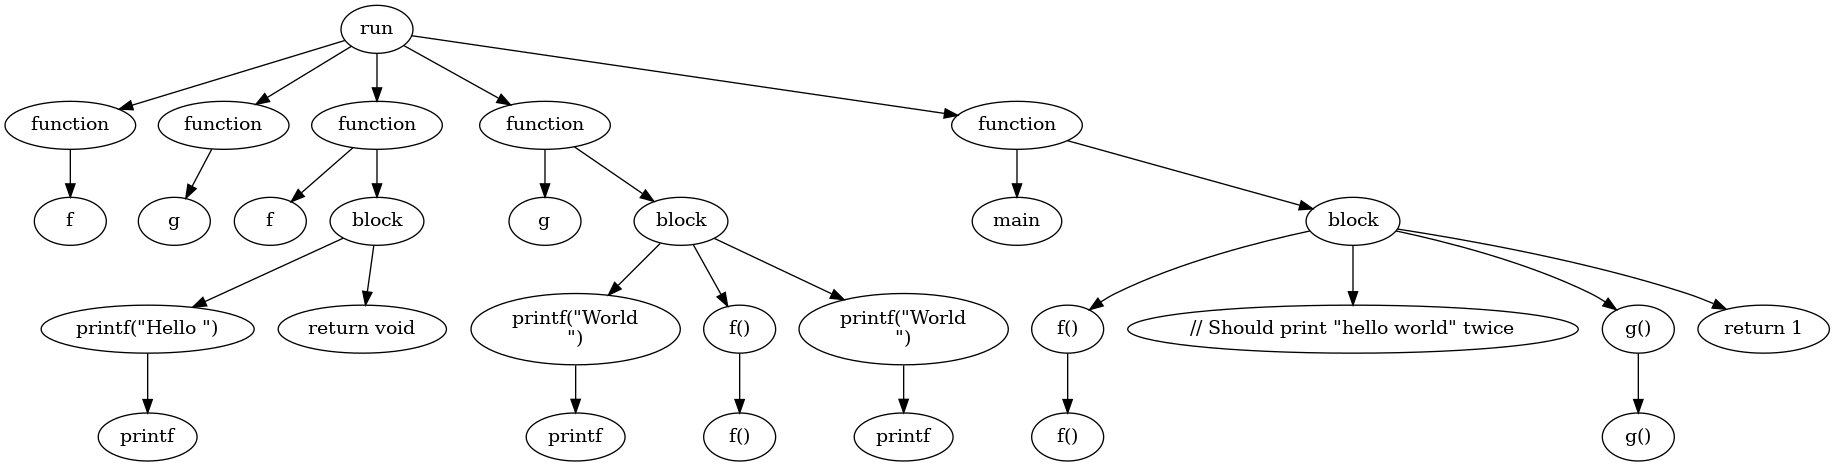 run
function
function
function
function
function
f
g
f
block
g
block
main
block
printf("Hello ")
return void
printf("World
")
f()
printf("World
")
f()
// Should print "hello world" twice
g()
return 1
printf
printf
f()
printf
f()
g()